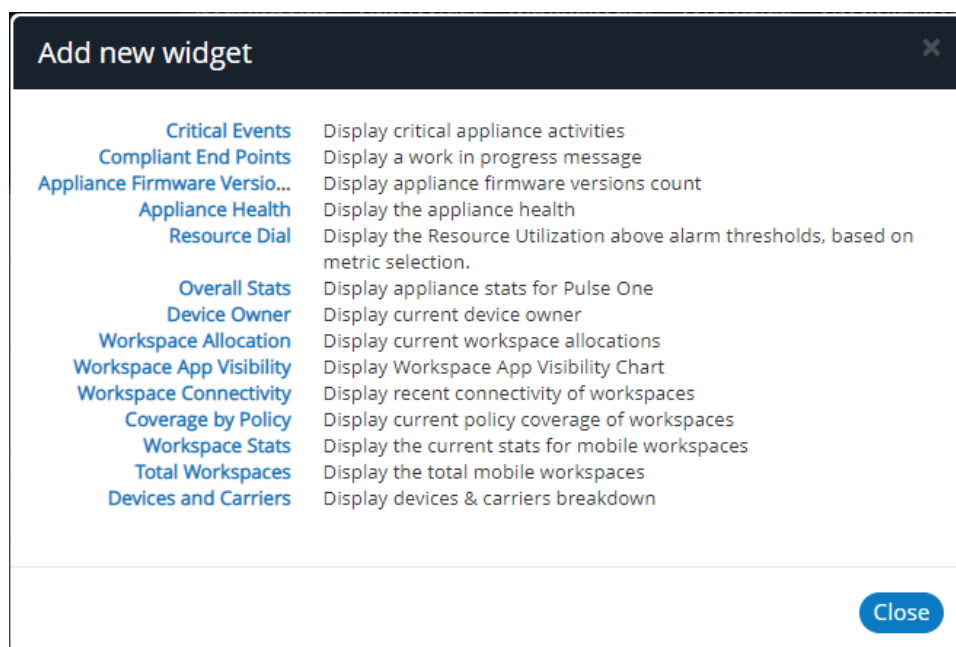 Add new widget
Critical Events Display critical appliance activities
Compliant End Points Display a work in progress message
Appliance Firmware Versio... Display appliance firmware versions count
Appliance Health Display the appliance health
Resource Dial Display the Resource Utilization above alarm thresholds, based on
metric selection.
Overall Stats Display appliance stats for Pulse One
Device Owner Display current device owner
Workspace Allocation Display current workspace allocations
Workspace App Visibility Display Workspace App Visibility Chart
Workspace Connectivity Display recent connectivity of workspaces
Coverage by Policy Display current policy coverage of workspaces
Workspace Stats Display the current stats for mobile workspaces
Total Workspaces Display the total mobile workspaces
Devices and Carriers Display devices & carriers breakdown
Close